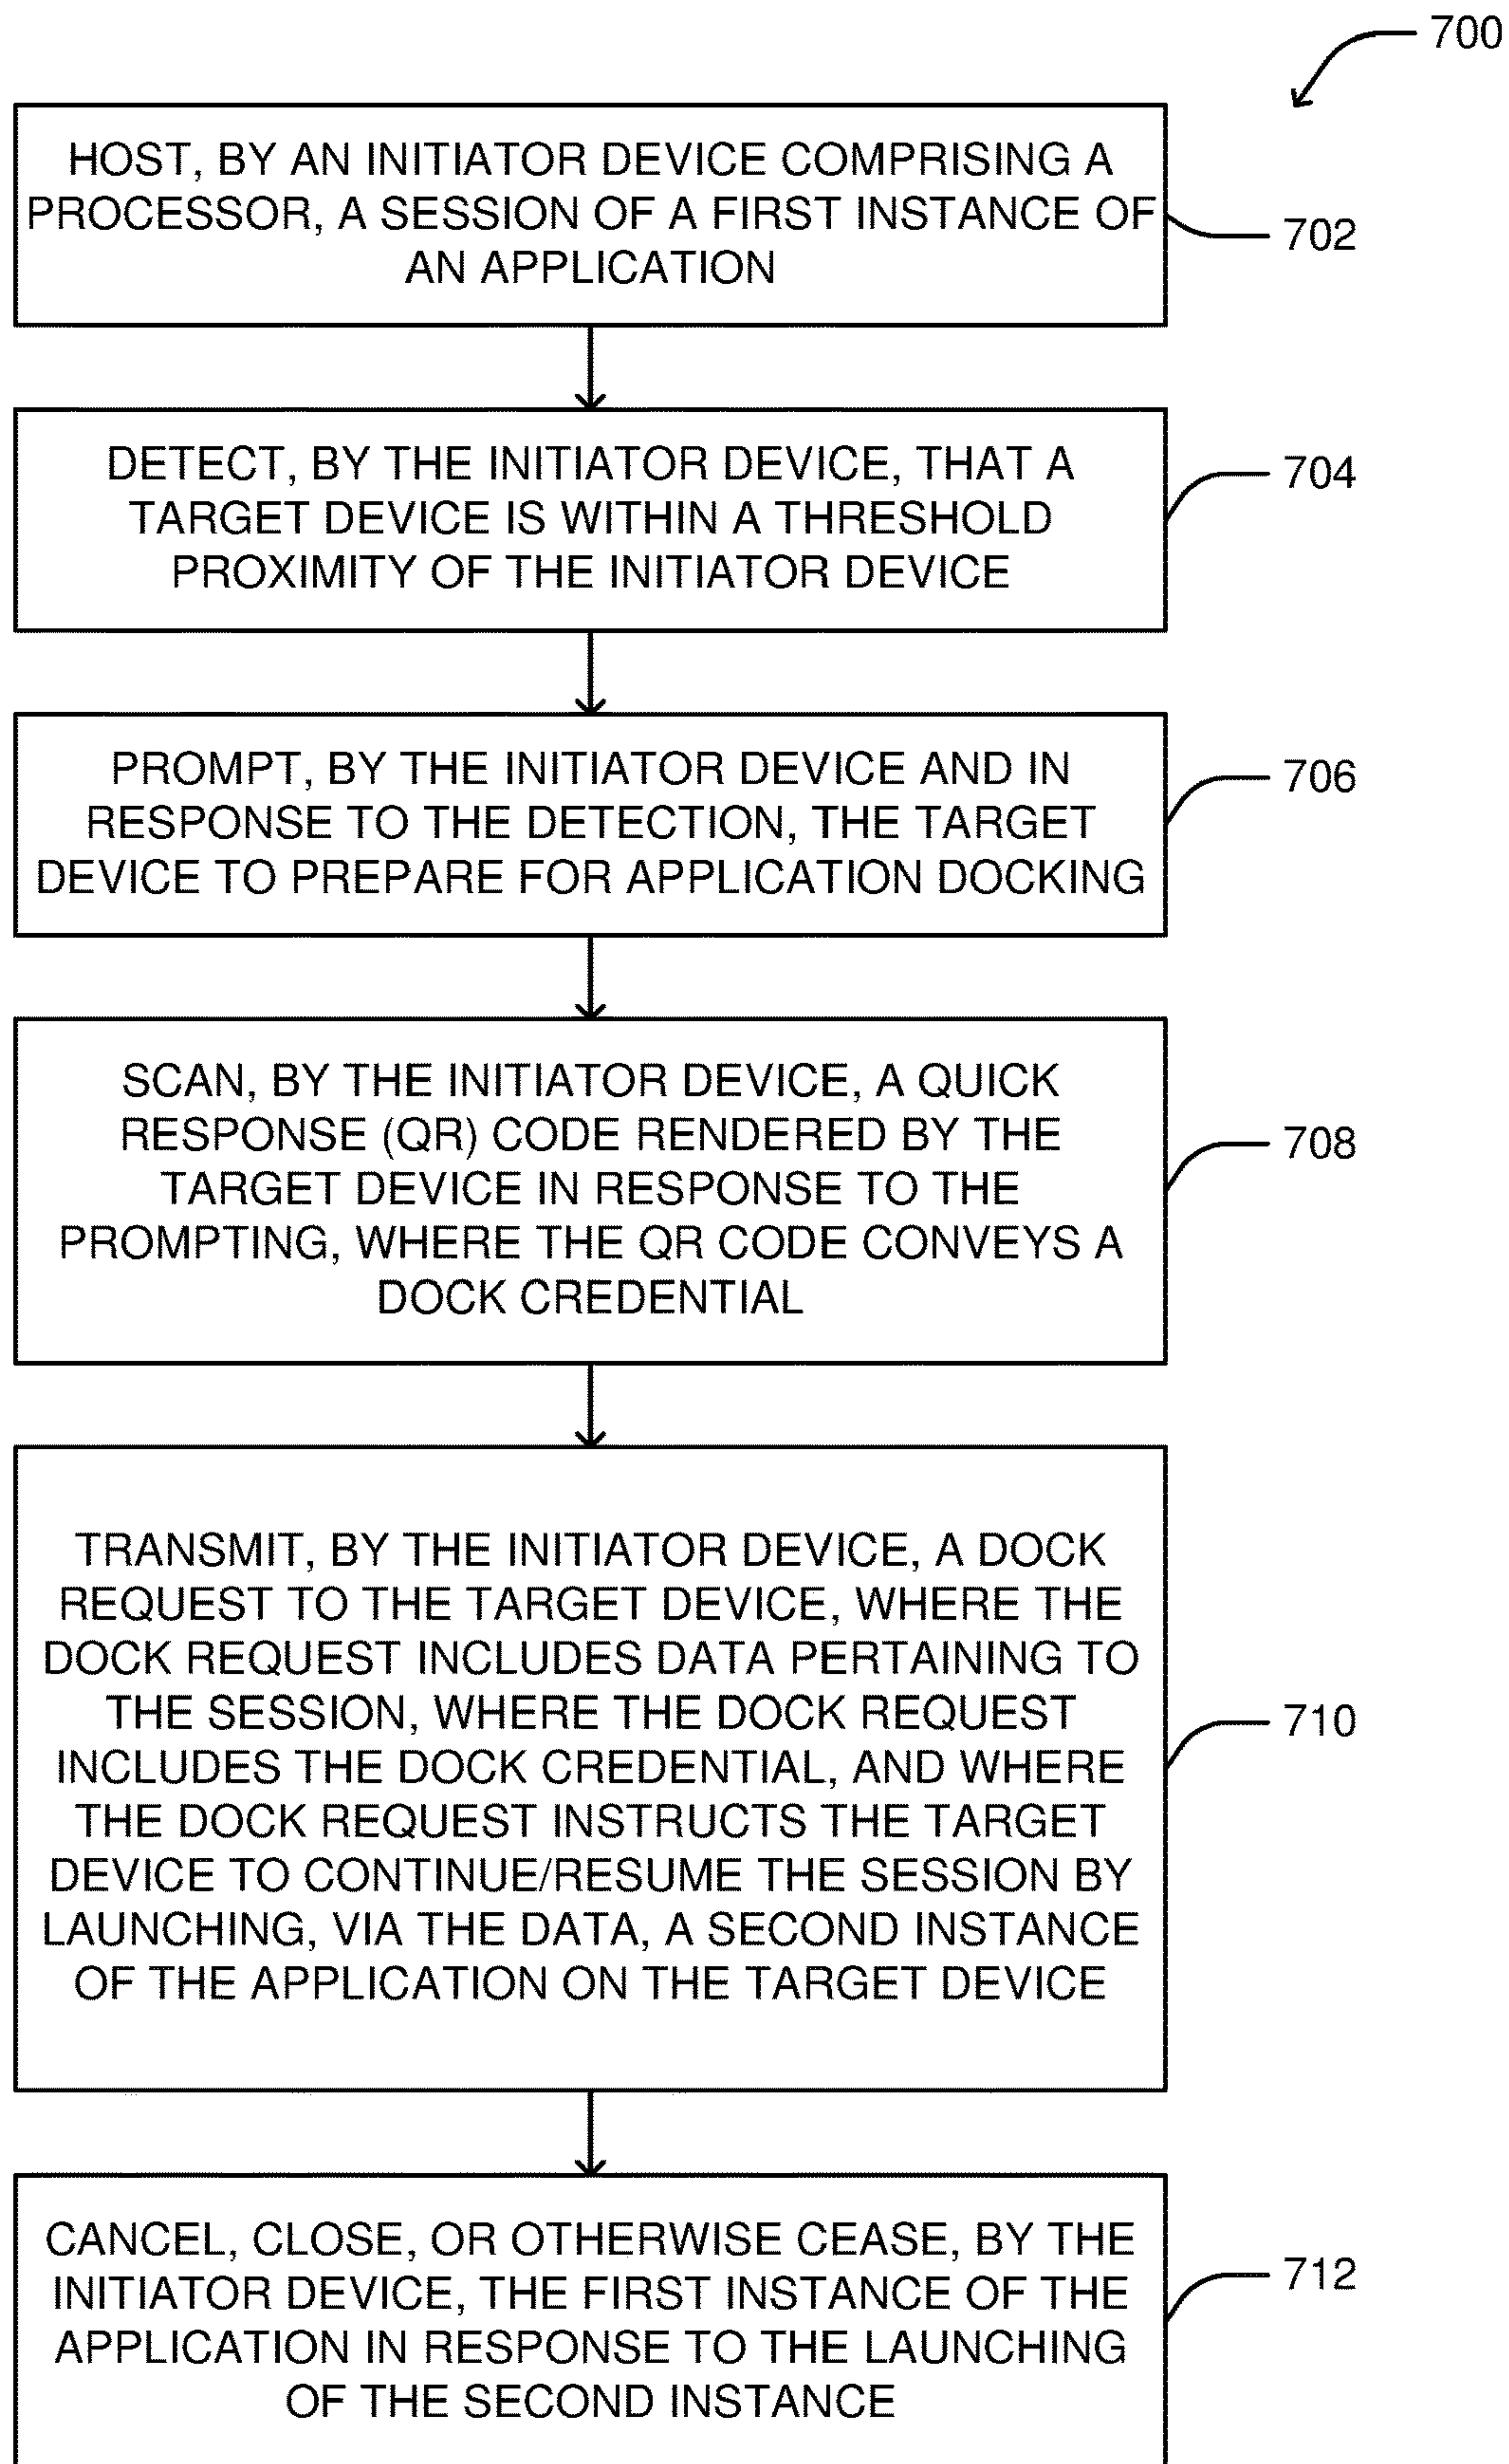 700
HOST, BY AN INITIATOR DEVICE COMPRISING A
PROCESSOR, A SESSION OF A FIRST INSTANCE OF
AN APPLICATION
702
DETECT, BY THE INITIATOR DEVICE, THAT A
TARGET DEVICE IS WITHIN A THRESHOLD
PROXIMITY OF THE INITIATOR DEVICE
704
PROMPT, BY THE INITIATOR DEVICE AND IN
RESPONSE TO THE DETECTION, THE TARGET
DEVICE TO PREPARE FOR APPLICATION DOCKING
706
SCAN, BY THE INITIATOR DEVICE, A QUICK
RESPONSE (QR) CODE RENDERED BY THE
TARGET DEVICE IN RESPONSE TO THE
PROMPTING, WHERE THE QR CODE CONVEYS A
DOCK CREDENTIAL
708
TRANSMIT, BY THE INITIATOR DEVICE, A DOCK
REQUEST TO THE TARGET DEVICE, WHERE THE
DOCK REQUEST INCLUDES DATA PERTAINING TO
THE SESSION, WHERE THE DOCK REQUEST
INCLUDES THE DOCK CREDENTIAL, AND WHERE
THE DOCK REQUEST INSTRUCTS THE TARGET
DEVICE TO CONTINUE/RESUME THE SESSION BY
LAUNCHING, VIA THE DATA, A SECOND INSTANCE
OF THE APPLICATION ON THE TARGET DEVICE
710
CANCEL, CLOSE, OR OTHERWISE CEASE, BY THE
INITIATOR DEVICE, THE FIRST INSTANCE OF THE
APPLICATION IN RESPONSE TO THE LAUNCHING
OF THE SECOND INSTANCE
712